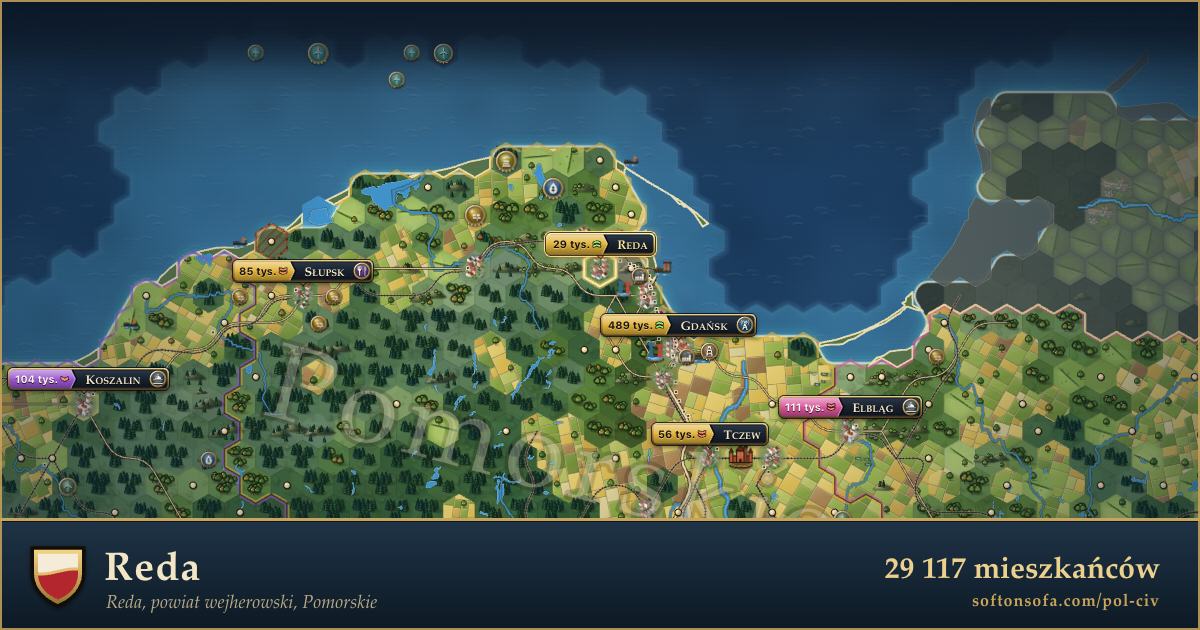 29 tys. REDA
85 tys. SŁUPSK
489 tys. GDAŃSK
104 tys. KOSZALIN
111 tys. ELBLĄG
56 tys. TCZEW
Pomorskie
Reda
29 117 mieszkańców
Reda, powiat wejherowski, Pomorskie
softonsofa.com/pol-civ